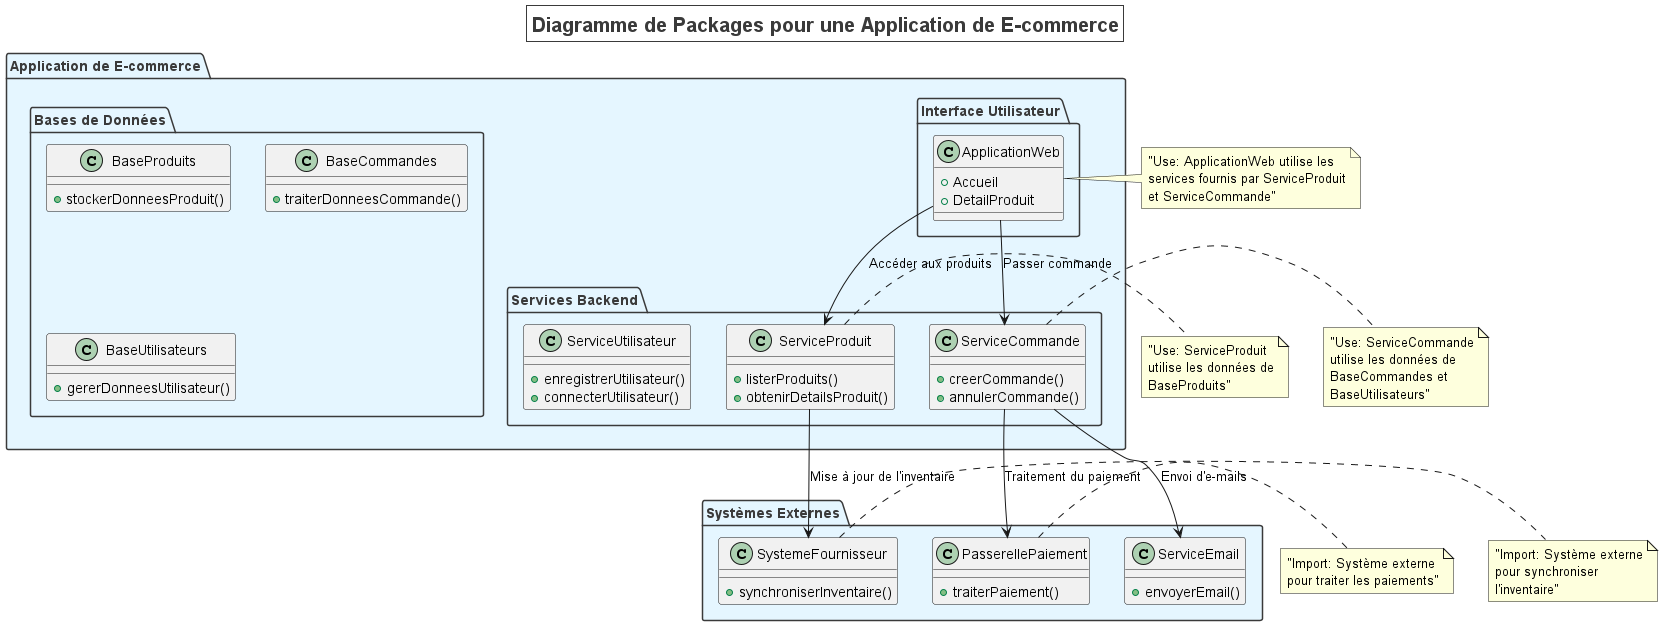 Diagramme de Packages pour une Application de E-commerce
Application de E-commerce
Bases de Données
C BaseProduits
stockerDonneesProduit()
C BaseCommandes
traiterDonneesCommande()
C BaseUtilisateurs
gererDonneesUtilisateur()
Interface Utilisateur
C ApplicationWeb
Accueil
DetailProduit
"Use: ApplicationWeb utilise les
services fournis par ServiceProduit
et ServiceCommande"
Accéder aux produits
Passer commande
Services Backend
C ServiceUtilisateur
enregistrerUtilisateur()
connecterUtilisateur()
C ServiceProduit
listerProduits()
obtenirDetailsProduit()
C ServiceCommande
creerCommande()
annulerCommande()
"Use: ServiceProduit
utilise les données de
BaseProduits"
"Use: ServiceCommande
utilise les données de
BaseCommandes et
BaseUtilisateurs"
Mise à jour de l'inventaire
Traitement du paiement
Envoi d'e-mails
Systèmes Externes
C SystemeFournisseur
synchroniserInventaire()
C PasserellePaiement
traiterPaiement()
C ServiceEmail
envoyerEmail()
"Import: Système externe
pour traiter les paiements"
"Import: Système externe
pour synchroniser
l'inventaire"